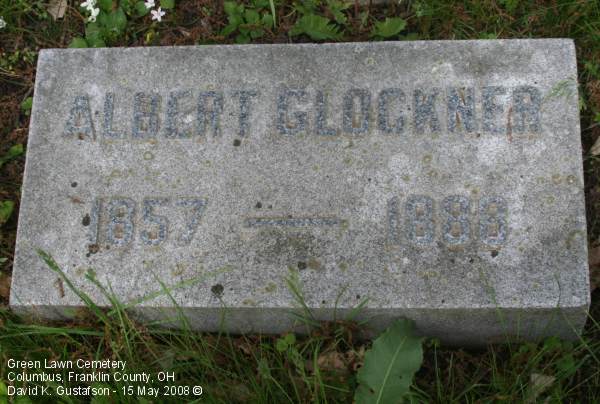 ALBERT GLOCKNER
1857 — 1888
Green Lawn Cemetery
Columbus, Franklin County, OH
David K. Gustafson - 15 May 2008 ©